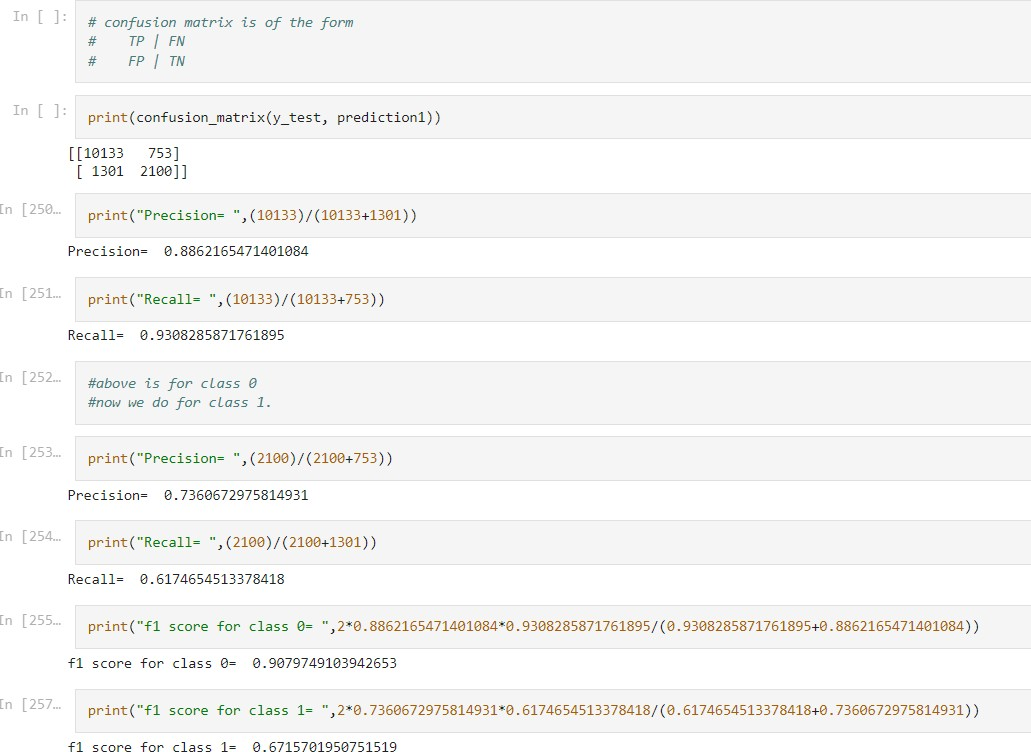 In [ ]:
# confusion matrix is of the form
#    TP | FN
#    FP | TN
In [ ]:
print(confusion_matrix(y_test, prediction1))
[[10133   753]
 [ 1301  2100]]
In [250…
print("Precision= ",(10133)/(10133+1301))
Precision=  0.8862165471401084
In [251…
print("Recall= ",(10133)/(10133+753))
Recall=  0.9308285871761895
In [252…
#above is for class 0
#now we do for class 1.
In [253…
print("Precision= ",(2100)/(2100+753))
Precision=  0.7360672975814931
In [254…
print("Recall= ",(2100)/(2100+1301))
Recall=  0.6174654513378418
In [255…
print("f1 score for class 0= ",2*0.8862165471401084*0.9308285871761895/(0.9308285871761895+0.8862165471401084))
f1 score for class 0=  0.9079749103942653
In [257…
print("f1 score for class 1= ",2*0.7360672975814931*0.6174654513378418/(0.6174654513378418+0.7360672975814931))
f1 score for class 1=  0.6715701950751519